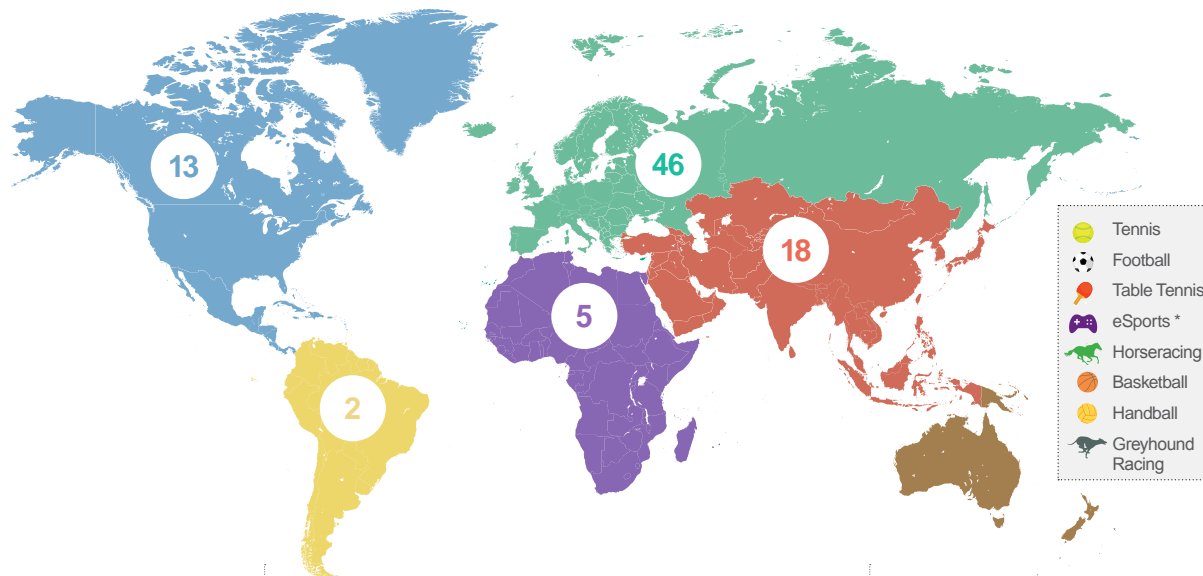 13
46
18
5
2
Tennis
Football
Table Tennis
eSports *
Horseracing
Basketball
Handball
Greyhound
Racing